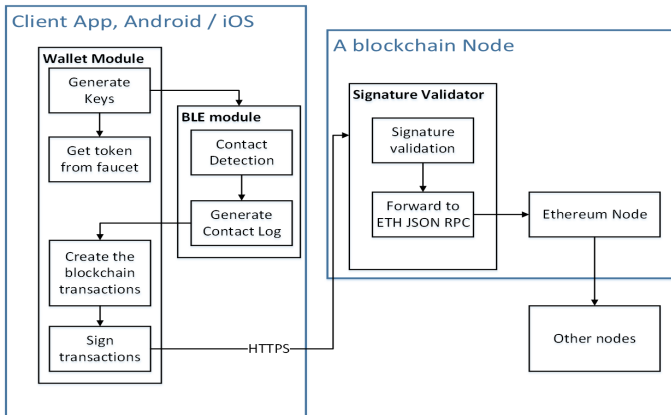 Client App, Android / iOS
Wallet Module
Generate
Keys
Get token
from faucet
BLE module
Contact
Detection
Generate
Contact Log
Create the
blockchain
transactions
Sign
transactions
HTTPS
A blockchain Node
Signature Validator
Signature
validation
Forward to
ETH JSON RPC
Ethereum Node
Other nodes